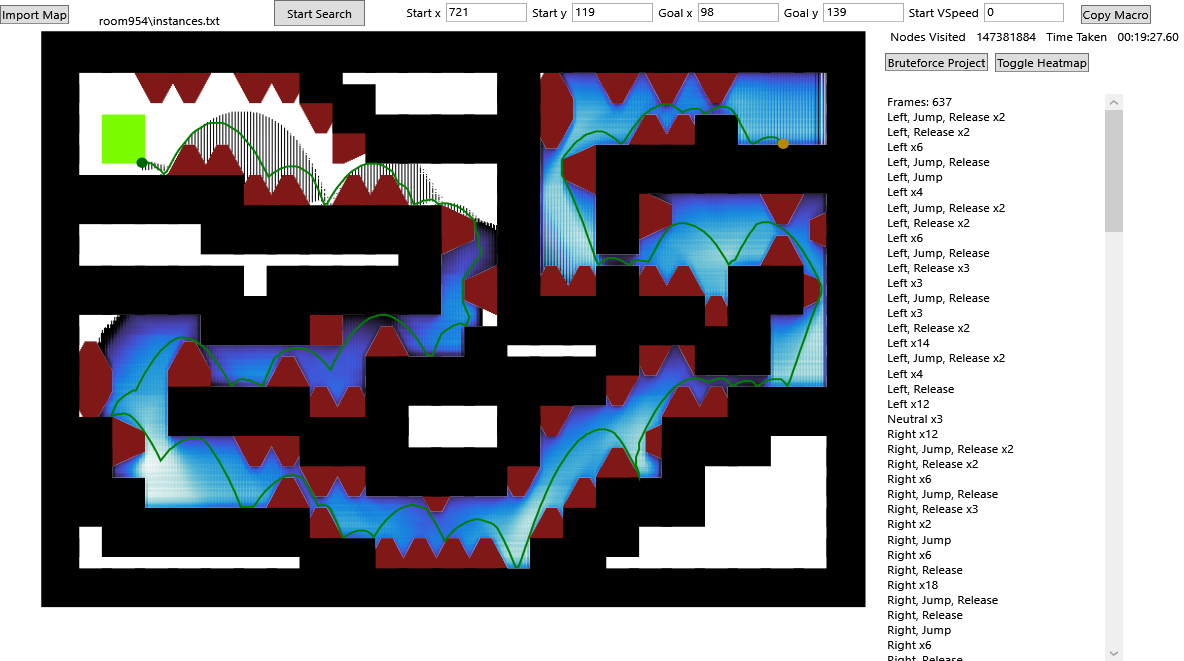 Import Map
room954\instances.txt
Start Search
Start x 721
Start y 119
Goal x 98
Goal y 139
Start VSpeed 0
Copy Macro
Nodes Visited 147381884 Time Taken 00:19:27.60
Bruteforce Project
Toggle Heatmap
Frames: 637
Left, Jump, Release x2
Left, Release x2
Left x6
Left, Jump, Release
Left, Jump
Left x4
Left, Jump, Release x2
Left, Release x2
Left x6
Left, Jump, Release
Left, Release x3
Left x3
Left, Jump, Release
Left x3
Left, Release x2
Left x14
Left, Jump, Release x2
Left x4
Left, Release
Left x12
Neutral x3
Right x12
Right, Jump, Release x2
Right, Release x2
Right x6
Right, Jump, Release
Right, Release x3
Right x2
Right, Jump
Right x6
Right, Release
Right x18
Right, Jump, Release
Right, Release
Right, Jump
Right x6
Right, Release